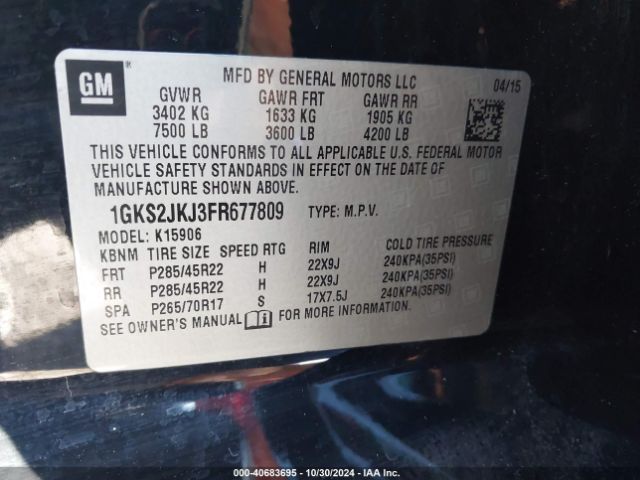 GM
MFD BY GENERAL MOTORS LLC 04/15
GVWR GAWR FRT GAWR RR
3402 KG 1633 KG 1905 KG
7500 LB 3600 LB 4200 LB
THIS VEHICLE CONFORMS TO ALL APPLICABLE U.S. FEDERAL MOTOR
VEHICLE SAFETY STANDARDS IN EFFECT ON THE DATE OF
MANUFACTURE SHOWN ABOVE.
1GKS2JKJ3FR677809 TYPE: M.P.V.
MODEL: K15906
KBNM TIRE SIZE SPEED RTG RIM COLD TIRE PRESSURE
FRT P285/45R22 H 22X9J 240KPA(35PSI)
RR P285/45R22 H 22X9J 240KPA(35PSI)
SPA P265/70R17 S 17X7.5J 240KPA(35PSI)
SEE OWNER'S MANUAL FOR MORE INFORMATION.
000-40683695 - 10/30/2024 - IAA Inc.